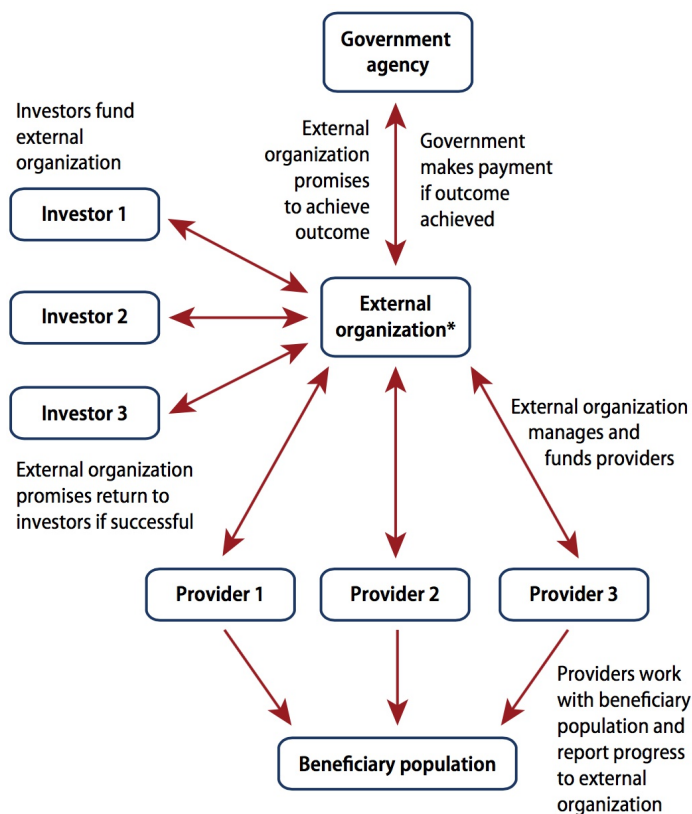 Government
agency
Investors fund
external
organization
External
organization
promises
to achieve
outcome
Government
makes payment
if outcome
achieved
Investor 1
Investor 2
Investor 3
External
organization*
External organization
promises return to
investors if successful
External organization
manages and
funds providers
Provider 1
Provider 2
Provider 3
Providers work
with beneficiary
population and
report progress
to external
organization
Beneficiary population